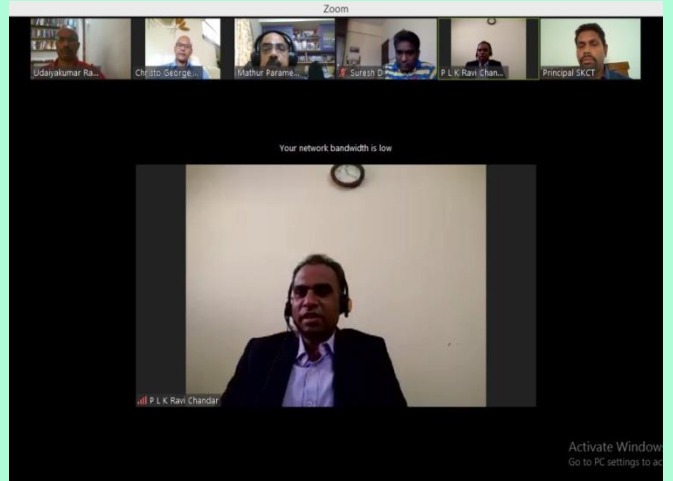 Zoom
Udaiyakumar Ra...
Christo George...
Mathur Parame...
Suresh D
P L K Ravi Chan...
Principal SKCT
Your network bandwidth is low
P L K Ravi Chandar
Activate Window
Go to PC settings to ac